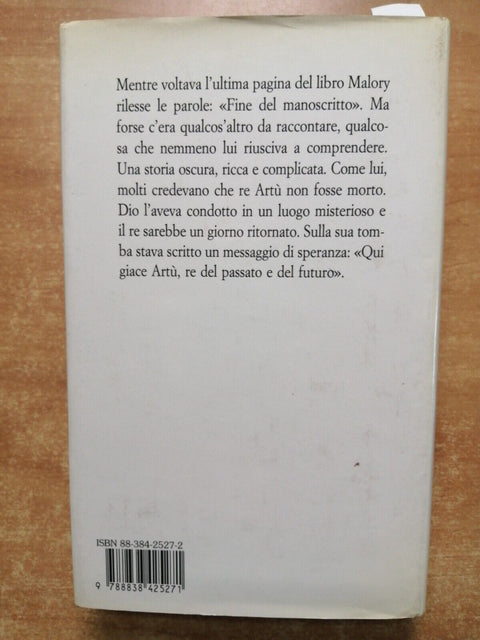 Mentre voltava l'ultima pagina del libro Malory
rilesse le parole: «Fine del manoscritto». Ma
forse c'era qualcos'altro da raccontare, qualco-
sa che nemmeno lui riusciva a comprendere.
Una storia oscura, ricca e complicata. Come lui,
molti credevano che re Artù non fosse morto.
Dio l'aveva condotto in un luogo misterioso e
il re sarebbe un giorno ritornato. Sulla sua tom-
ba stava scritto un messaggio di speranza: «Qui
giace Artù, re del passato e del futuro».
ISBN 88-384-2527-2
9 788838 425271